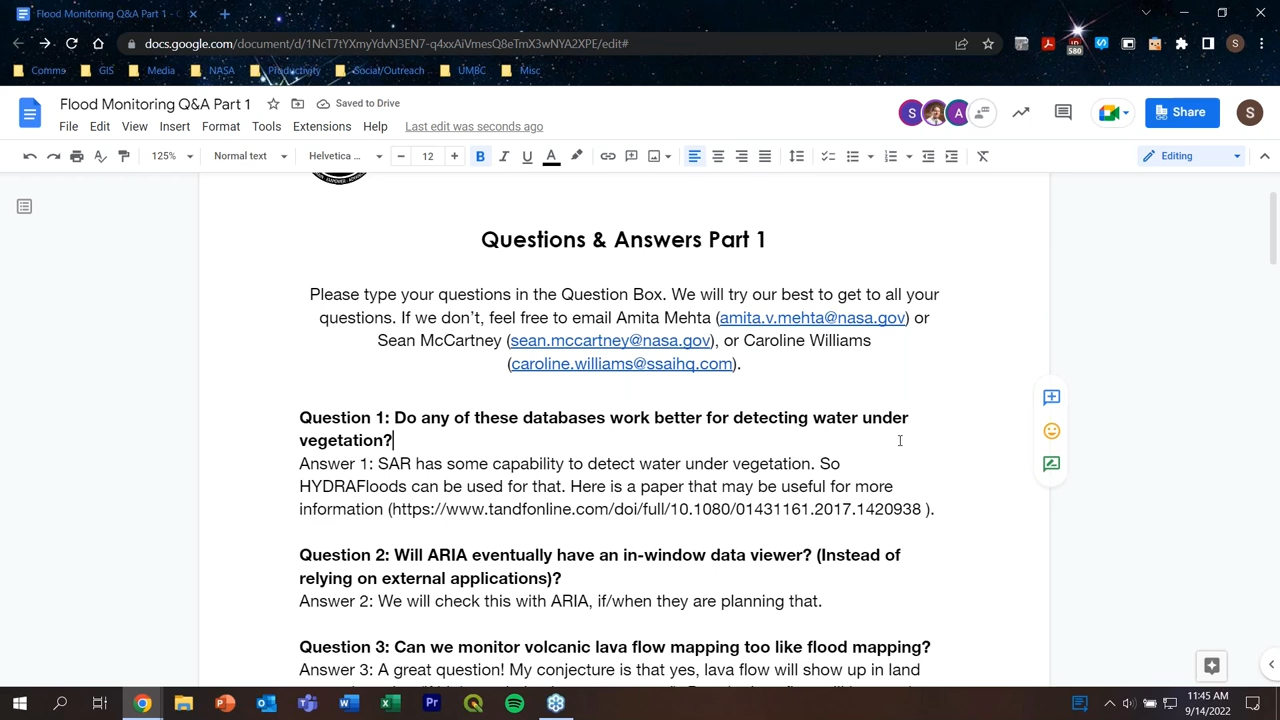 Flood Monitoring Q&A Part 1 - G
docs.google.com/document/d/1NcT7tYXmyYdvN3EN7-q4xxAiVmesQ8eTmX3wNYA2XPE/edit#
580
S
Comms GIS Media NASA Productivity Social/Outreach UMBC Misc
Flood Monitoring Q&A Part 1 Saved to Drive
S A Share S
File Edit View Insert Format Tools Extensions Help Last edit was seconds ago
125% Normal text Helvetica ... 12 B I U A Editing
Questions & Answers Part 1
Please type your questions in the Question Box. We will try our best to get to all your
questions. If we don't, feel free to email Amita Mehta (amita.v.mehta@nasa.gov) or
Sean McCartney (sean.mccartney@nasa.gov), or Caroline Williams
(caroline.williams@ssaihq.com).
Question 1: Do any of these databases work better for detecting water under
vegetation?
Answer 1: SAR has some capability to detect water under vegetation. So
HYDRAFloods can be used for that. Here is a paper that may be useful for more
information (https://www.tandfonline.com/doi/full/10.1080/01431161.2017.1420938 ).
Question 2: Will ARIA eventually have an in-window data viewer? (Instead of
relying on external applications)?
Answer 2: We will check this with ARIA, if/when they are planning that.
Question 3: Can we monitor volcanic lava flow mapping too like flood mapping?
Answer 3: A great question! My conjecture is that yes, lava flow will show up in land
11:45 AM
9/14/2022